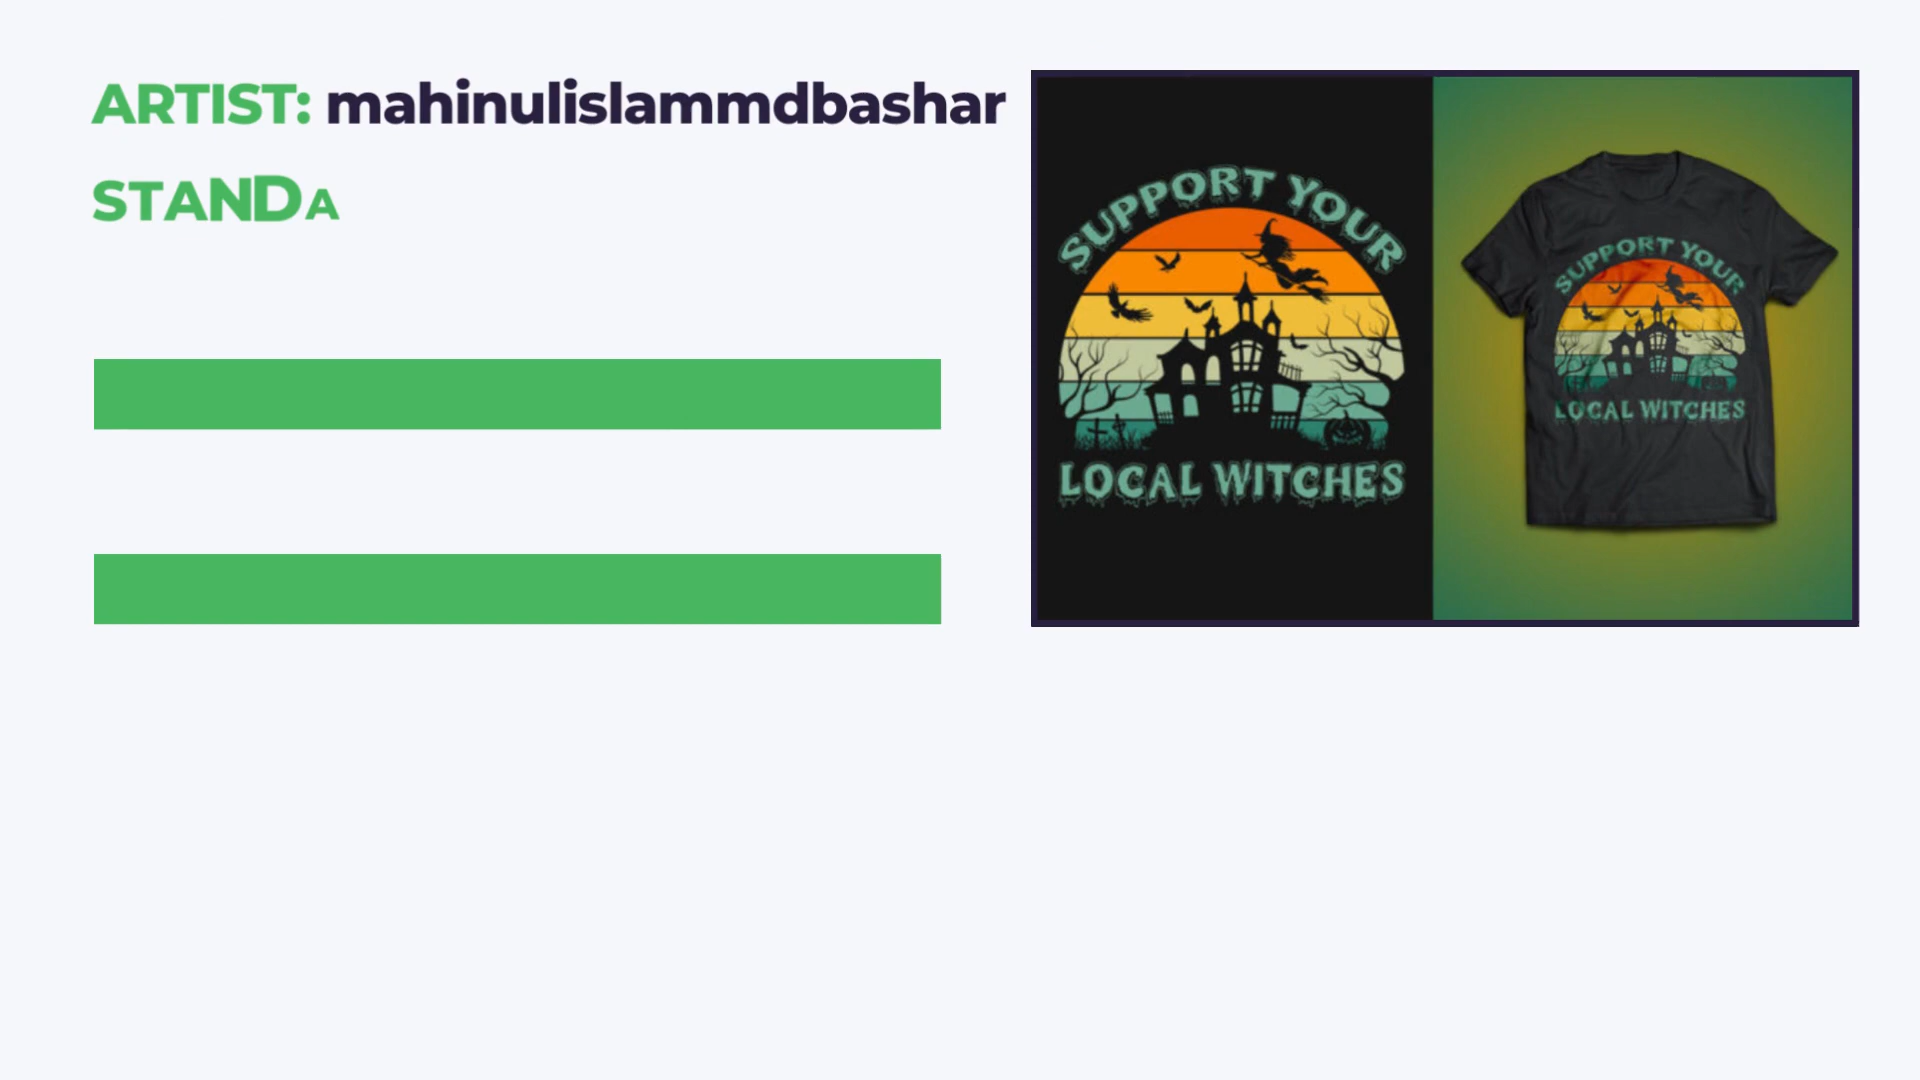 ARTIST: mahinulislammdbashar
STANDA
SUPPORT YOUR
LOCAL WITCHES
SUPPORT YOUR
LOCAL WITCHES